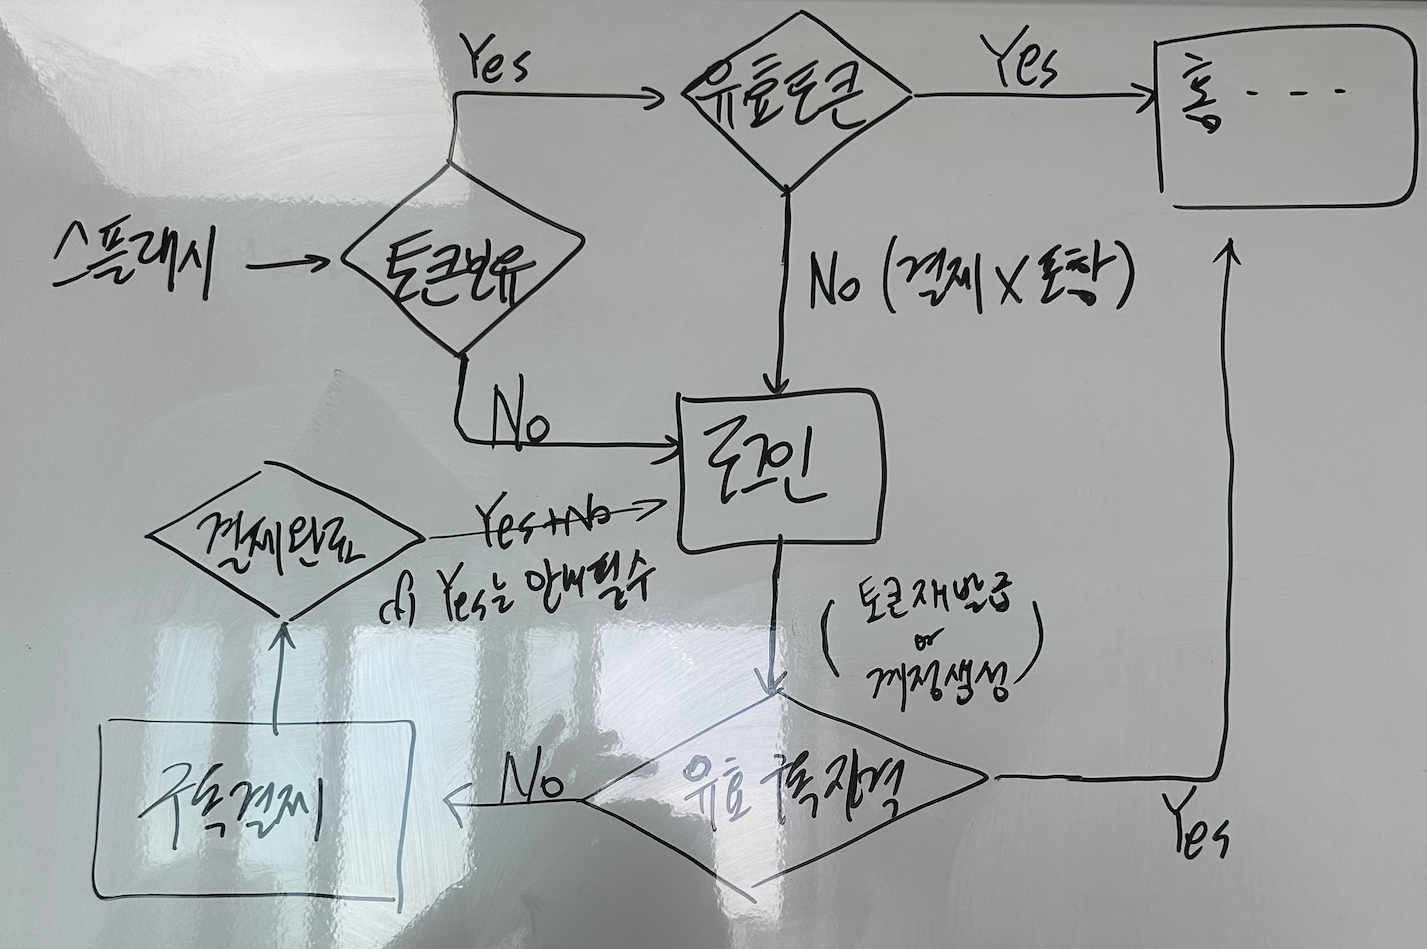 Yes
유효토큰
Yes
홈 - - -
스플래시
토큰보유
No (결제 X 포함)
No
로그인
결제완료
Yes+No
cf) Yes는 안내필수
(토큰재발급
or
계정생성)
구독결제
No
유효 구독 자격
Yes